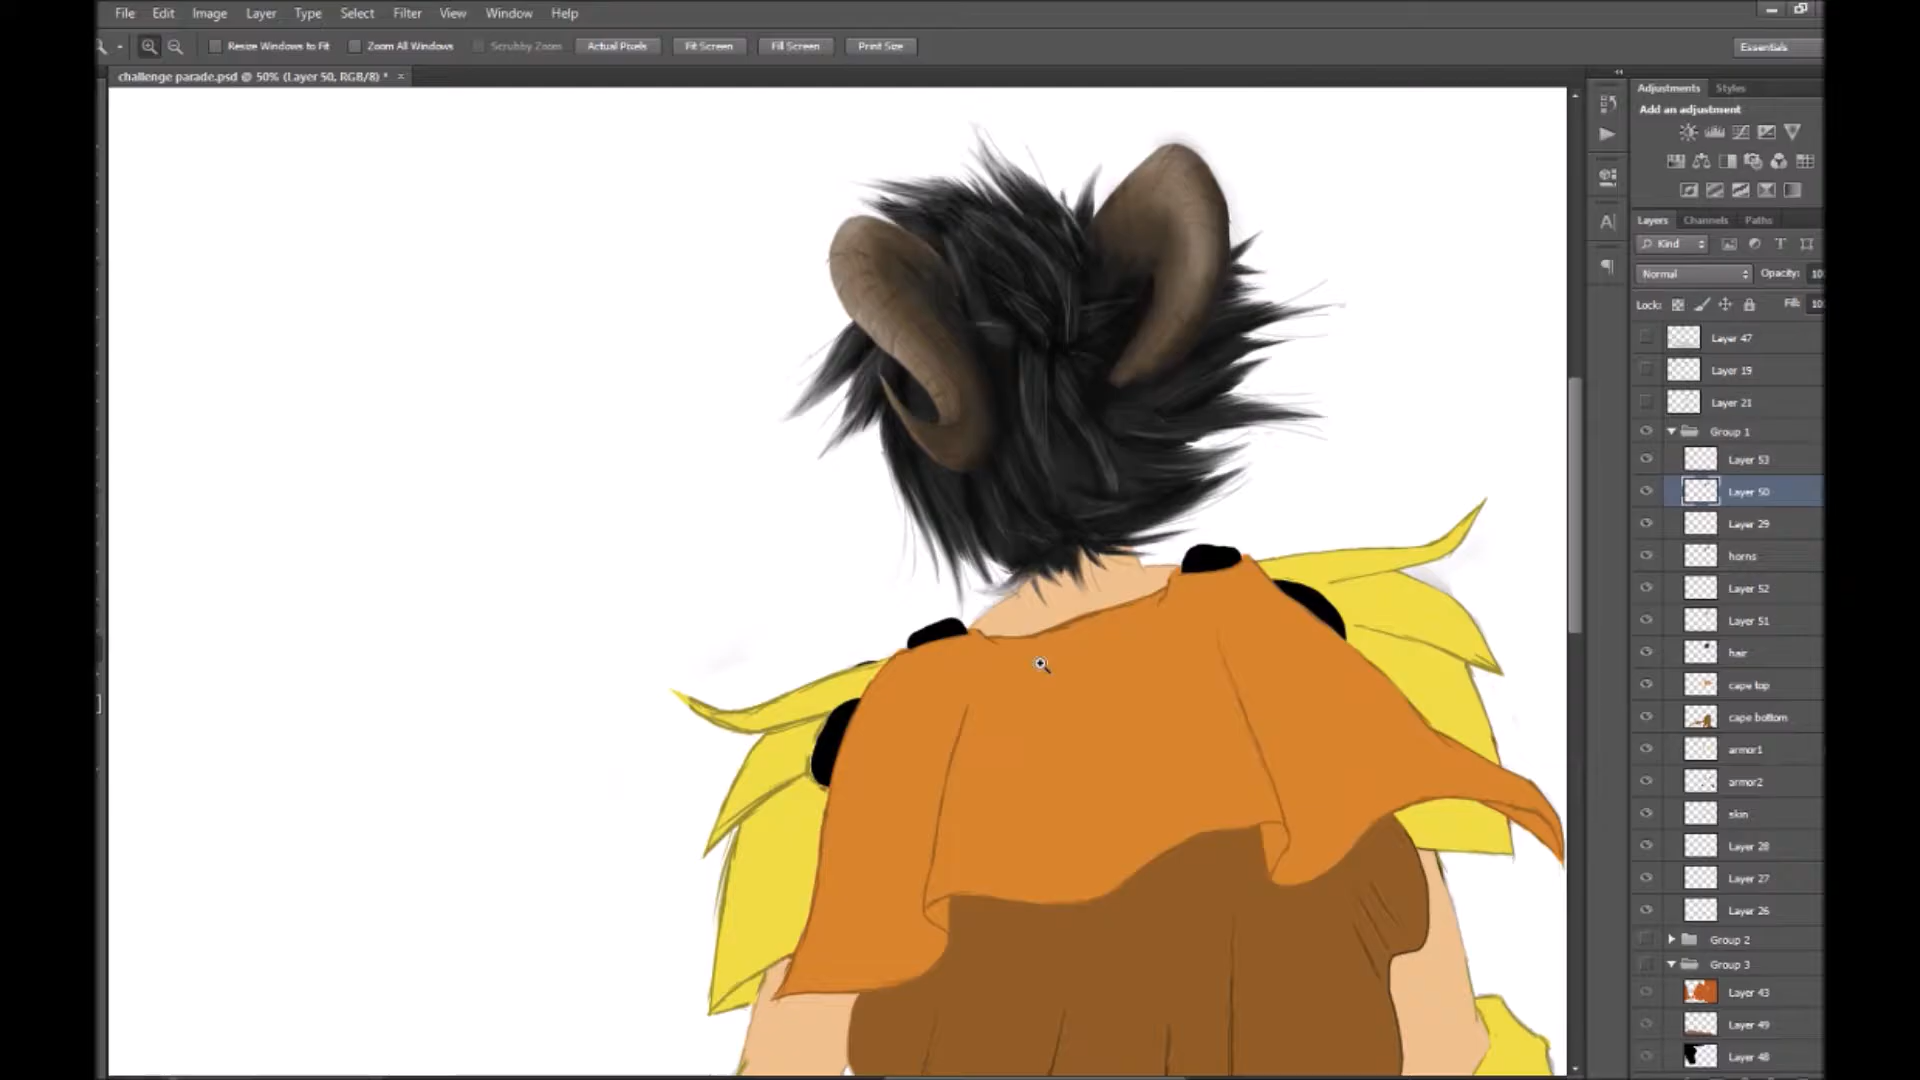 File Edit Image Layer Type Select Filter View Window Help
Resize Windows to Fit Zoom All Windows Scrubby Zoom Actual Pixels Fit Screen Fill Screen Print Size Essentials
challenge parade.psd @ 50% (Layer 50, RGB/8) * ×
Adjustments Styles
Add an adjustment
Layers Channels Paths
Kind
Normal Opacity: 10
Lock: Fill: 10
Layer 47
Layer 19
Layer 21
Group 1
Layer 53
Layer 50
Layer 29
horns
Layer 52
Layer 51
hair
cape top
cape bottom
armor1
armor2
skin
Layer 28
Layer 27
Layer 26
Group 2
Group 3
Layer 43
Layer 49
Layer 48